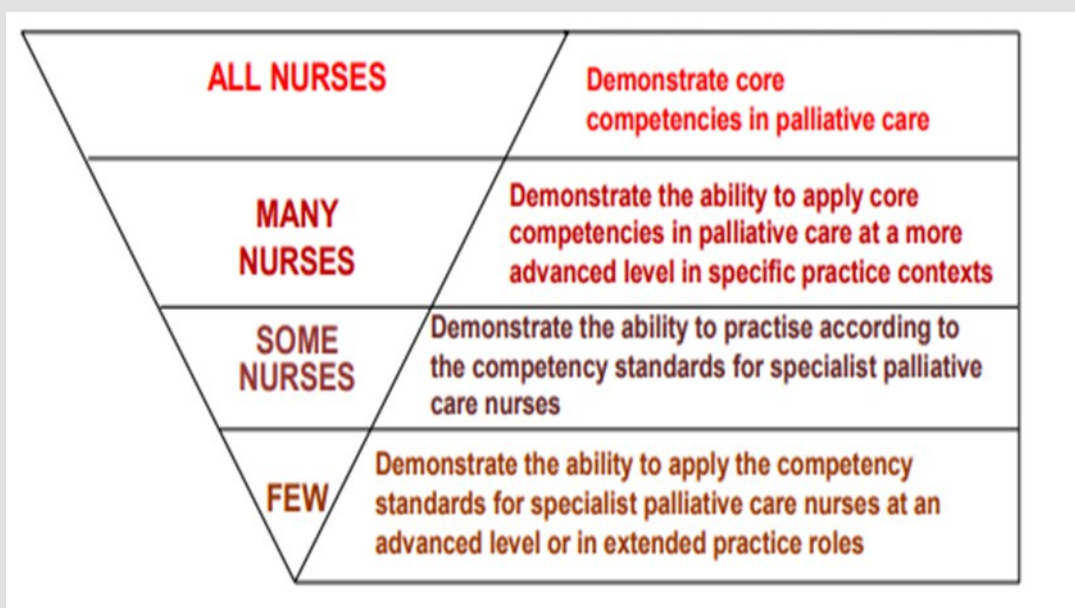 ALL NURSES
Demonstrate core
competencies in palliative care
MANY
NURSES
Demonstrate the ability to apply core
competencies in palliative care at a more
advanced level in specific practice contexts
SOME
NURSES
Demonstrate the ability to practise according to
the competency standards for specialist palliative
care nurses
FEW
Demonstrate the ability to apply the competency
standards for specialist palliative care nurses at an
advanced level or in extended practice roles